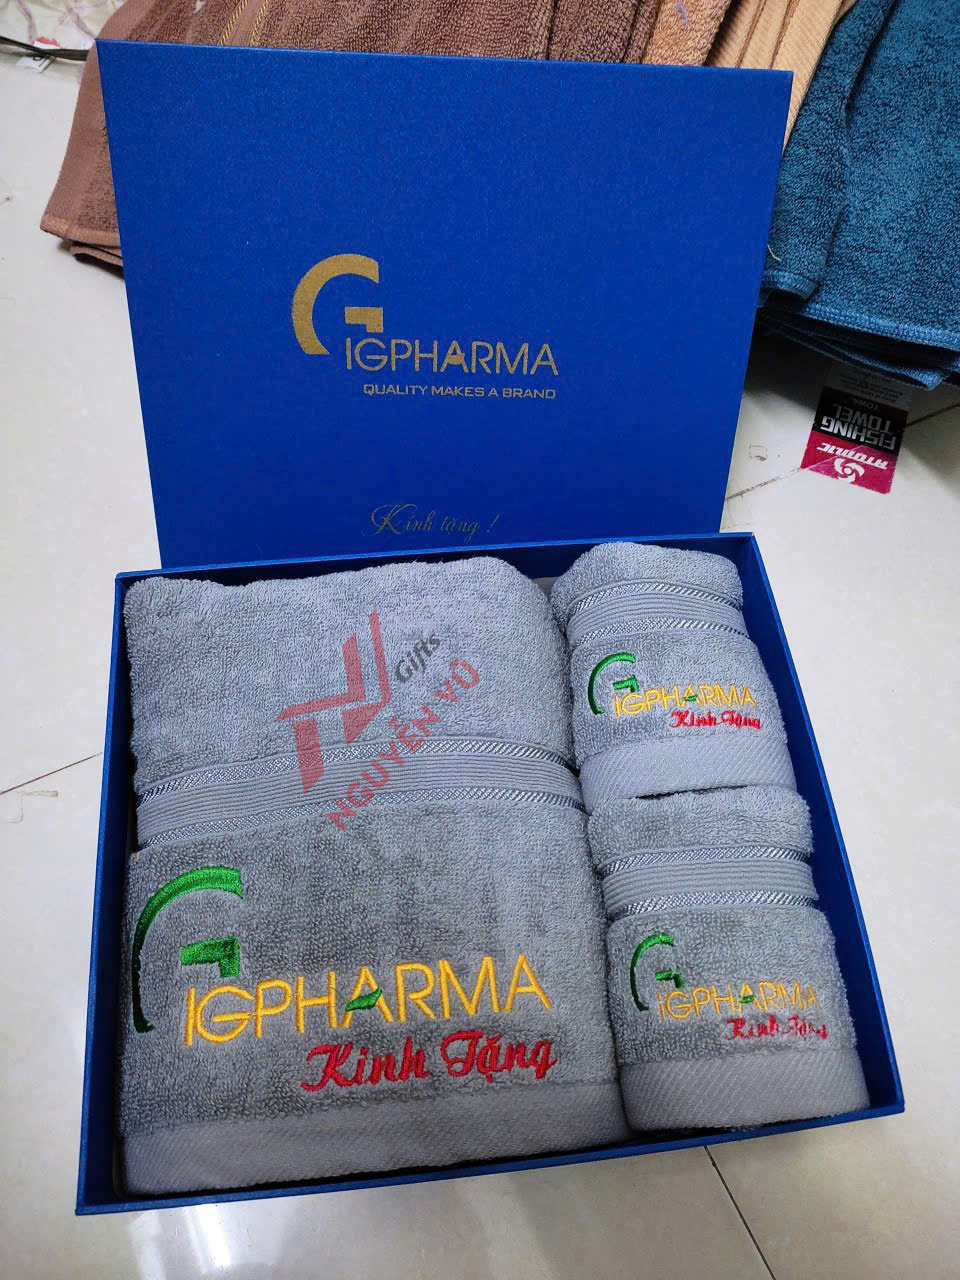 IGPHARMA
QUALITY MAKES A BRAND
Kính tặng !
ATOMIC
FISHING
TOWEL
Gifts
NGUYỄN VŨ
IGPHARMA
Kính Tặng
IGPHARMA
Kính Tặng
IGPHARMA
Kính Tặng